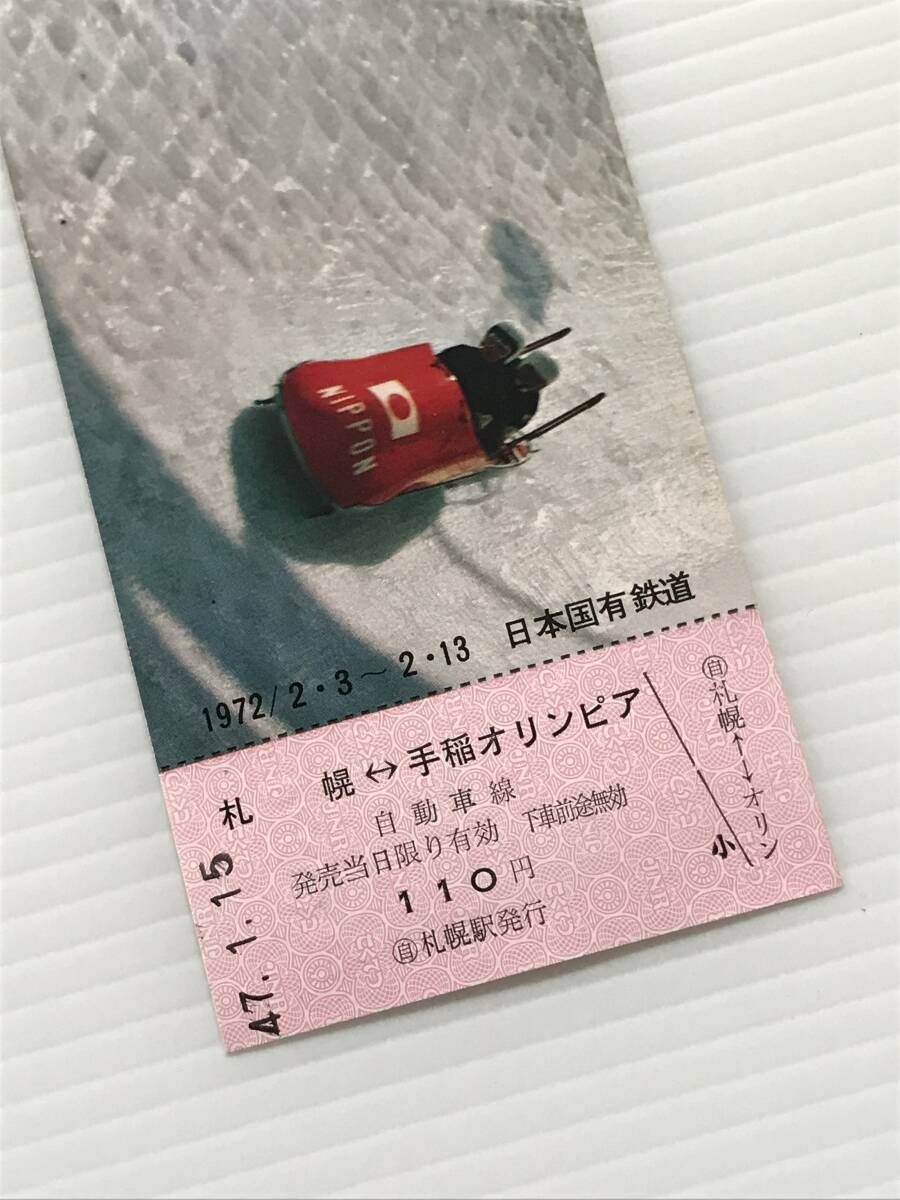 NIPPON
1972/2・3～2・13 日本国有鉄道
札幌↔手稲オリンピア
自動車線
発売当日限り有効 下車前途無効
110円
㊀札幌駅発行
47.1.15
㊀札幌↔オリン
小